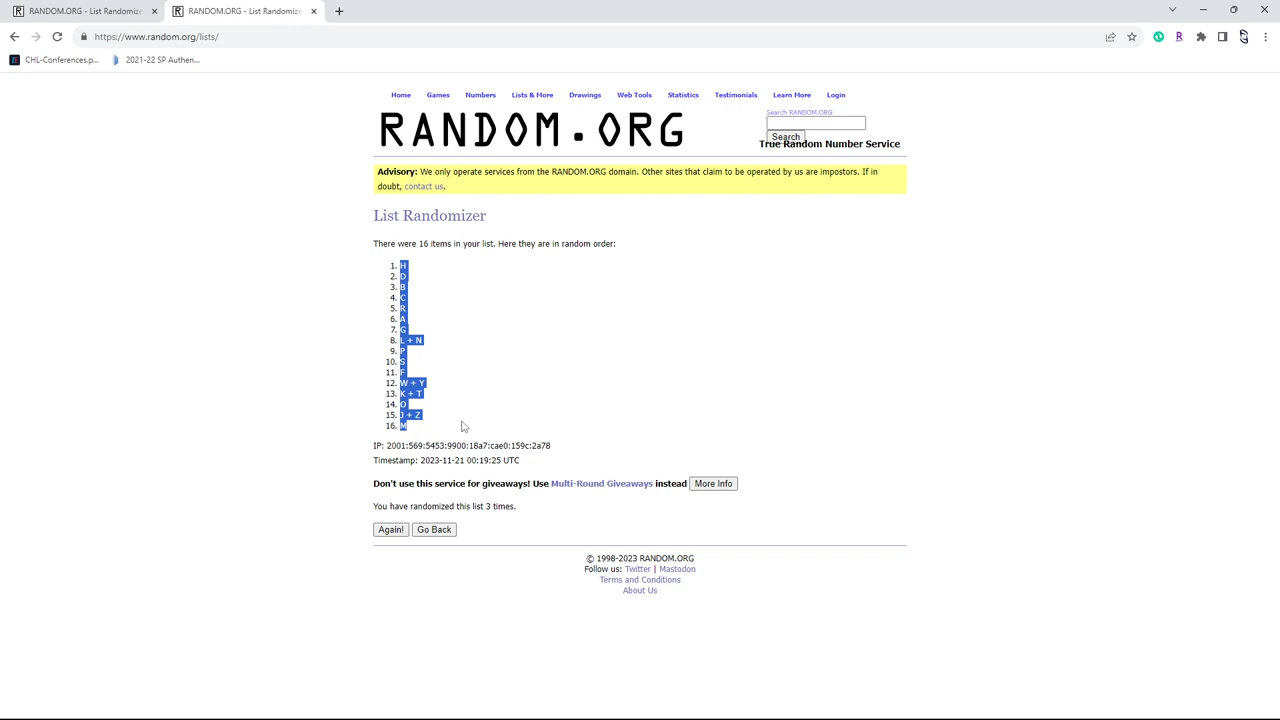 RANDOM.ORG - List Randomize
RANDOM.ORG - List Randomize
https://www.random.org/lists/
CHL-Conferences.p...
2021-22 SP Authen...
Home Games Numbers Lists & More Drawings Web Tools Statistics Testimonials Learn More Login
RANDOM.ORG
Search RANDOM.ORG
Search
True Random Number Service
Advisory: We only operate services from the RANDOM.ORG domain. Other sites that claim to be operated by us are impostors. If in
doubt, contact us.
List Randomizer
There were 16 items in your list. Here they are in random order:
1. H
2. D
3. B
4. C
5. R
6. A
7. G
8. L + N
9. P
10. S
11. F
12. W + Y
13. K + T
14. O
15. J + Z
16. M
IP: 2001:569:5453:9900:18a7:cae0:159c:2a78
Timestamp: 2023-11-21 00:19:25 UTC
Don't use this service for giveaways! Use Multi-Round Giveaways instead More Info
You have randomized this list 3 times.
Again! Go Back
© 1998-2023 RANDOM.ORG
Follow us: Twitter | Mastodon
Terms and Conditions
About Us